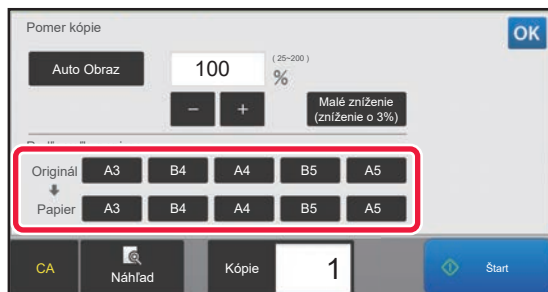 Pomer kópie
OK
Auto Obraz
100
(25~200)
%
−
+
Malé zníženie
(zníženie o 3%)
Originál A3 B4 A4 B5 A5
Papier A3 B4 A4 B5 A5
CA
Náhľad
Kópie
1
Štart